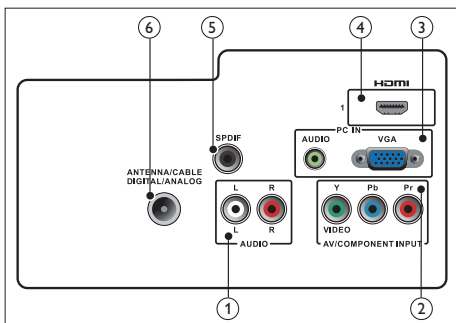 6 5 4 3
HDMI
1
PC IN
AUDIO VGA
SPDIF
ANTENNA/CABLE
DIGITAL/ANALOG
L R
Y Pb Pr
L R
VIDEO
AUDIO
AV/COMPONENT INPUT
1 2